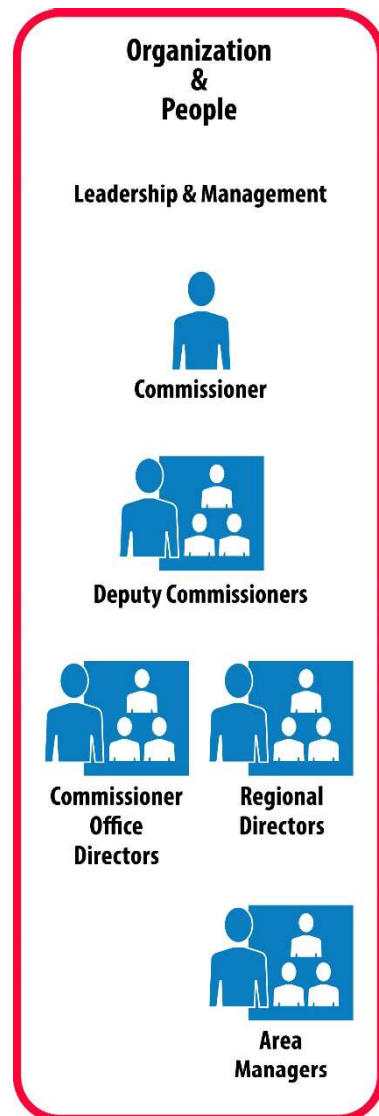 Organization
&
People
Leadership & Management
Commissioner
Deputy Commissioners
Commissioner
Office
Directors
Regional
Directors
Area
Managers